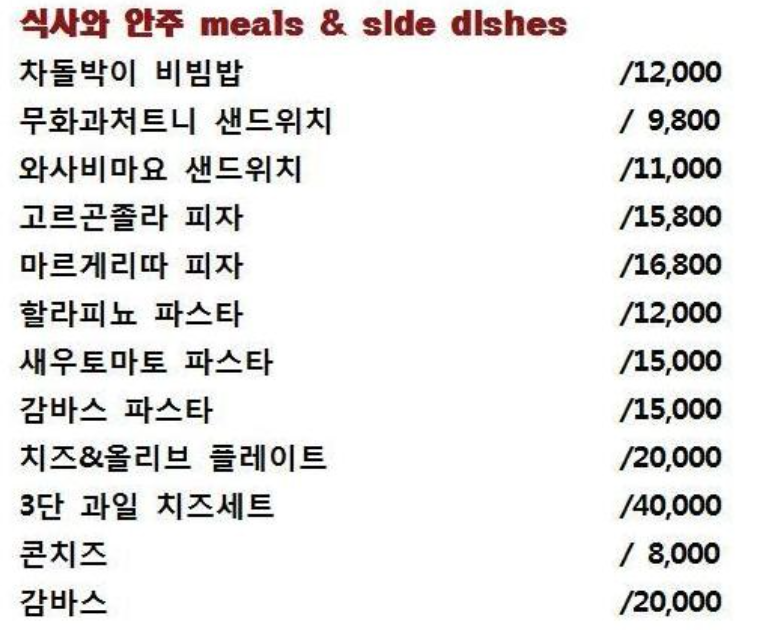 식사와 안주 meals & side dishes
차돌박이 비빔밥 /12,000
무화과처트니 샌드위치 / 9,800
와사비마요 샌드위치 /11,000
고르곤졸라 피자 /15,800
마르게리따 피자 /16,800
할라피뇨 파스타 /12,000
새우토마토 파스타 /15,000
감바스 파스타 /15,000
치즈&올리브 플레이트 /20,000
3단 과일 치즈세트 /40,000
콘치즈 / 8,000
감바스 /20,000